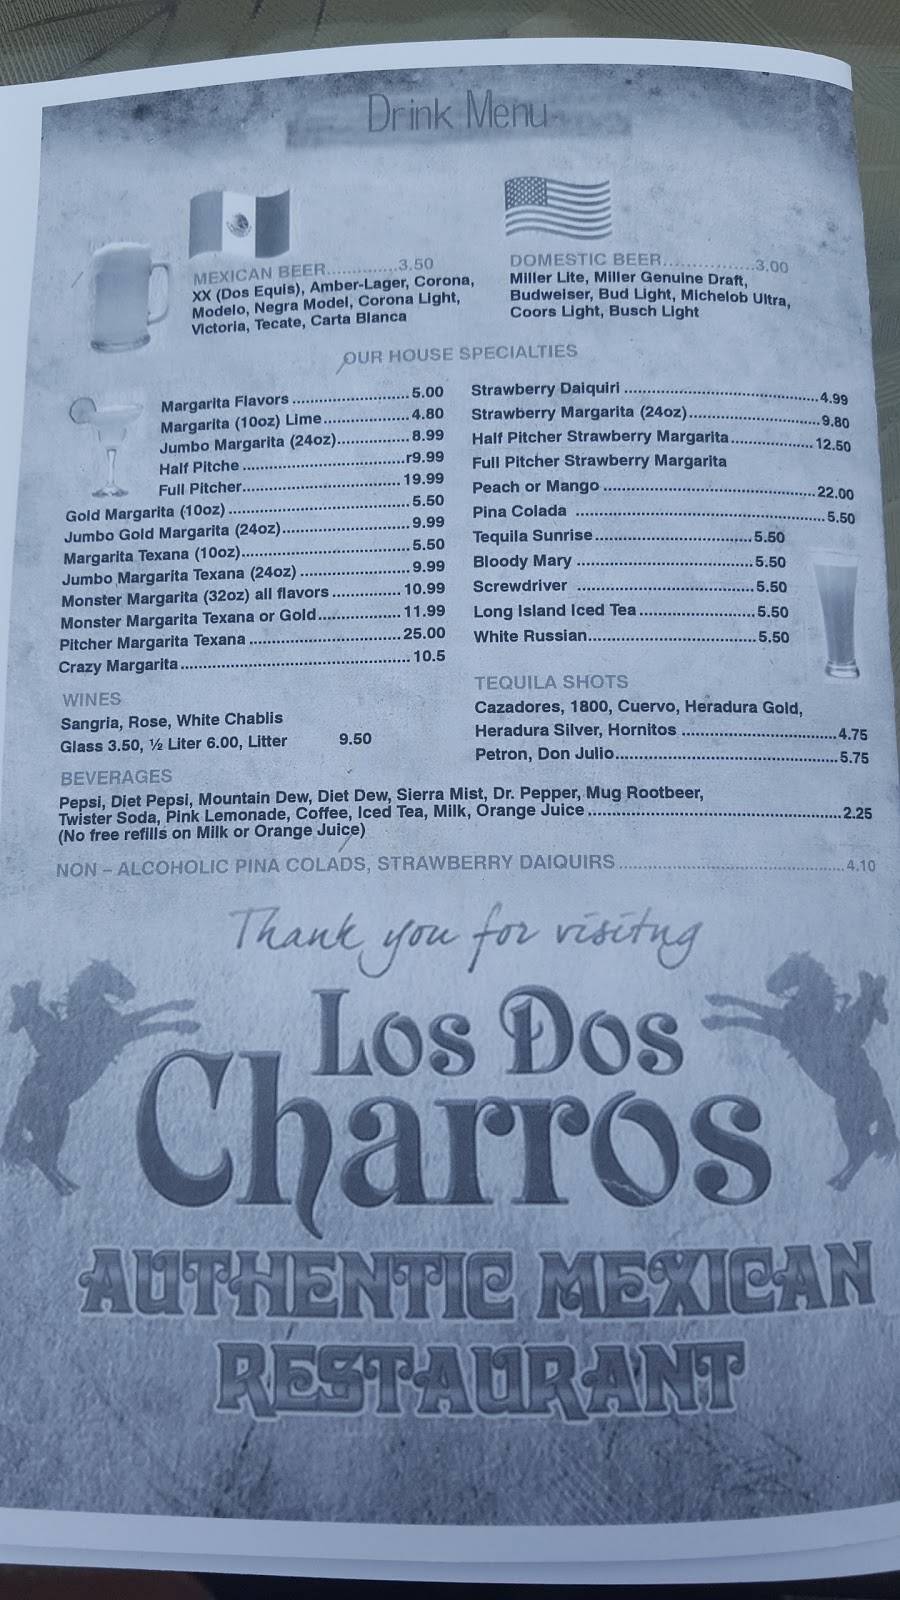 Drink Menu
MEXICAN BEER..............3.50
XX (Dos Equis), Amber-Lager, Corona,
Modelo, Negra Model, Corona Light,
Victoria, Tecate, Carta Blanca
DOMESTIC BEER................3.00
Miller Lite, Miller Genuine Draft,
Budweiser, Bud Light, Michelob Ultra,
Coors Light, Busch Light
OUR HOUSE SPECIALTIES
Margarita Flavors ........................... 5.00
Margarita (10oz) Lime.................... 4.80
Jumbo Margarita (24oz)................. 8.99
Half Pitche .....................................r9.99
Full Pitcher..................................... 19.99
Gold Margarita (10oz) .......................................... 5.50
Jumbo Gold Margarita (24oz).............................. 9.99
Margarita Texana (10oz)....................................... 5.50
Jumbo Margarita Texana (24oz) .......................... 9.99
Monster Margarita (32oz) all flavors ................ 10.99
Monster Margarita Texana or Gold................... 11.99
Pitcher Margarita Texana ................................... 25.00
Crazy Margarita..................................................... 10.5
Strawberry Daiquiri .............................................4.99
Strawberry Margarita (24oz)...............................9.80
Half Pitcher Strawberry Margarita................... 12.50
Full Pitcher Strawberry Margarita
Peach or Mango .................................................22.00
Pina Colada .........................................................5.50
Tequila Sunrise....................................5.50
Bloody Mary ........................................5.50
Screwdriver .........................................5.50
Long Island Iced Tea..........................5.50
White Russian......................................5.50
WINES
Sangria, Rose, White Chablis
Glass 3.50, ½ Liter 6.00, Litter 9.50
TEQUILA SHOTS
Cazadores, 1800, Cuervo, Heradura Gold,
Heradura Silver, Hornitos ...................................4.75
Petron, Don Julio..................................................5.75
BEVERAGES
Pepsi, Diet Pepsi, Mountain Dew, Diet Dew, Sierra Mist, Dr. Pepper, Mug Rootbeer,
Twister Soda, Pink Lemonade, Coffee, Iced Tea, Milk, Orange Juice ..........................................................2.25
(No free refills on Milk or Orange Juice)
NON – ALCOHOLIC PINA COLADS, STRAWBERRY DAIQUIRS .............................................4.10
Thank you for visitng
Los Dos
Charros
AUTHENTIC MEXICAN
RESTAURANT